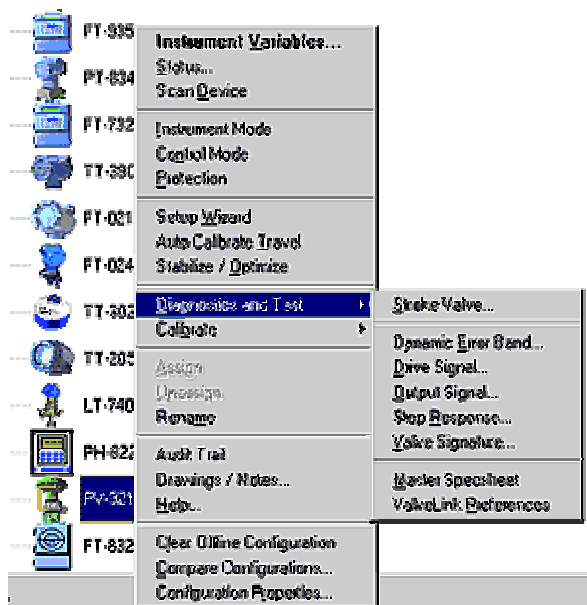 FT-935
PT-834
FT-732
TT-380
FT-021
FT-024
TT-302
TT-205
LT-740
PH-822
PV-321
FT-832
Instrument Variables...
Status...
Scan Device
Instrument Mode
Control Mode
Protection
Setup Wizard
Auto Calibrate Travel
Stabilize / Optimize
Diagnostics and Test
Calibrate
Assign
Unassign
Rename
Audit Trail
Drawings / Notes...
Help...
Clear Offline Configuration
Compare Configurations...
Configuration Properties...
Stroke Valve...
Dynamic Error Band...
Drive Signal...
Output Signal...
Step Response...
Valve Signature...
Master Specsheet
ValveLink Preferences